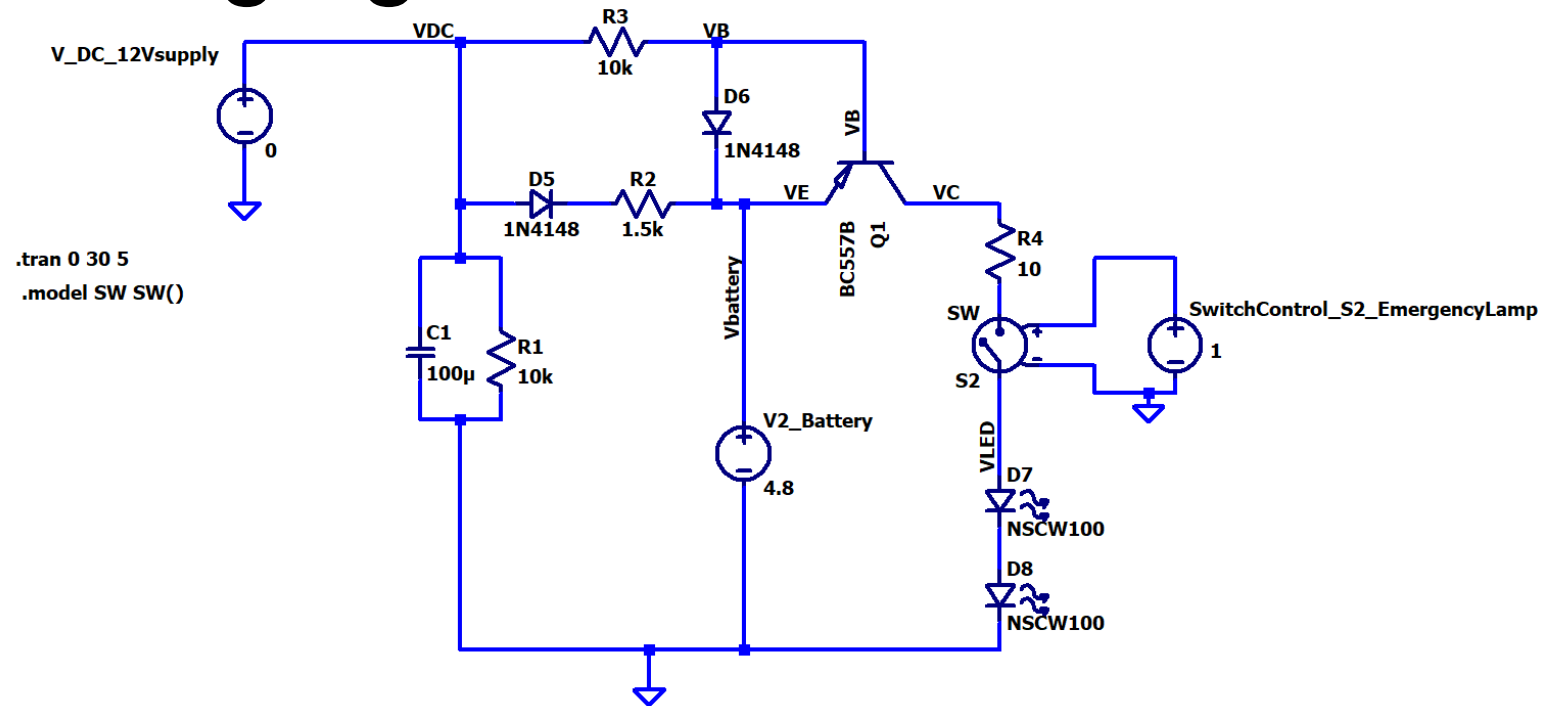 R3
VDC
VB
V_DC_12Vsupply
10k
+
D6
VB
0
1N4148
D5
R2
VE
VC
1N4148
1.5k
BC557B
Q1
R4
10
.tran 0 30 5
.model SW SW()
Vbattery
SW
+
SwitchControl_S2_EmergencyLamp
+
1
C1
R1
100µ
10k
S2
V2_Battery
+
4.8
VLED
D7
NSCW100
D8
NSCW100